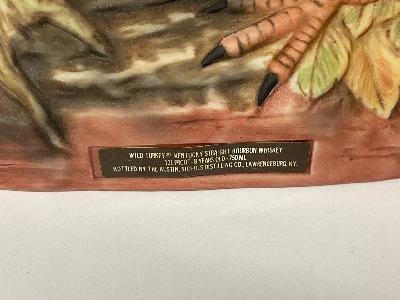 WILD TURKEY® KENTUCKY STRAIGHT BOURBON WHISKEY
101 PROOF • 8 YEARS OLD • 750ML
BOTTLED BY THE AUSTIN, NICHOLS DISTILLING CO., LAWRENCEBURG, KY.